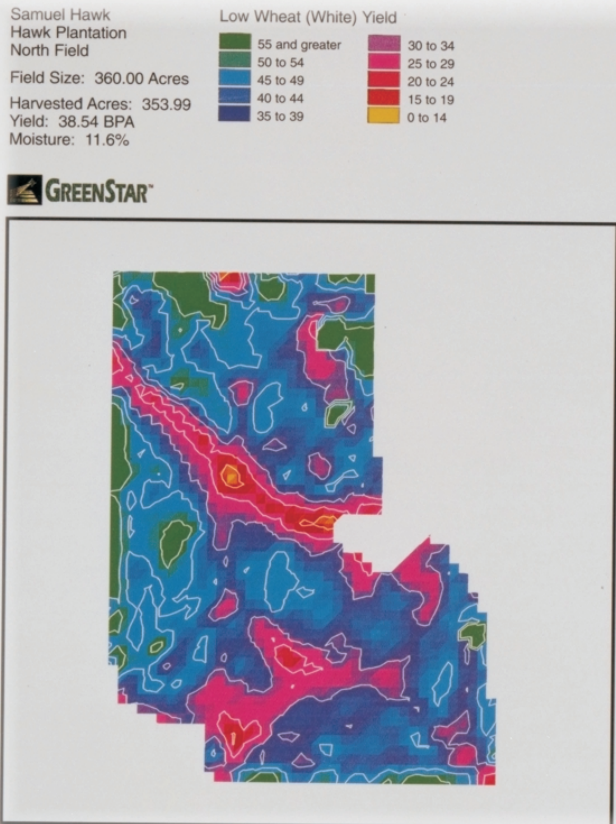 Samuel Hawk
Hawk Plantation
North Field
Field Size: 360.00 Acres
Harvested Acres: 353.99
Yield: 38.54 BPA
Moisture: 11.6%
Low Wheat (White) Yield
55 and greater
50 to 54
45 to 49
40 to 44
35 to 39
30 to 34
25 to 29
20 to 24
15 to 19
0 to 14
GREENSTAR™